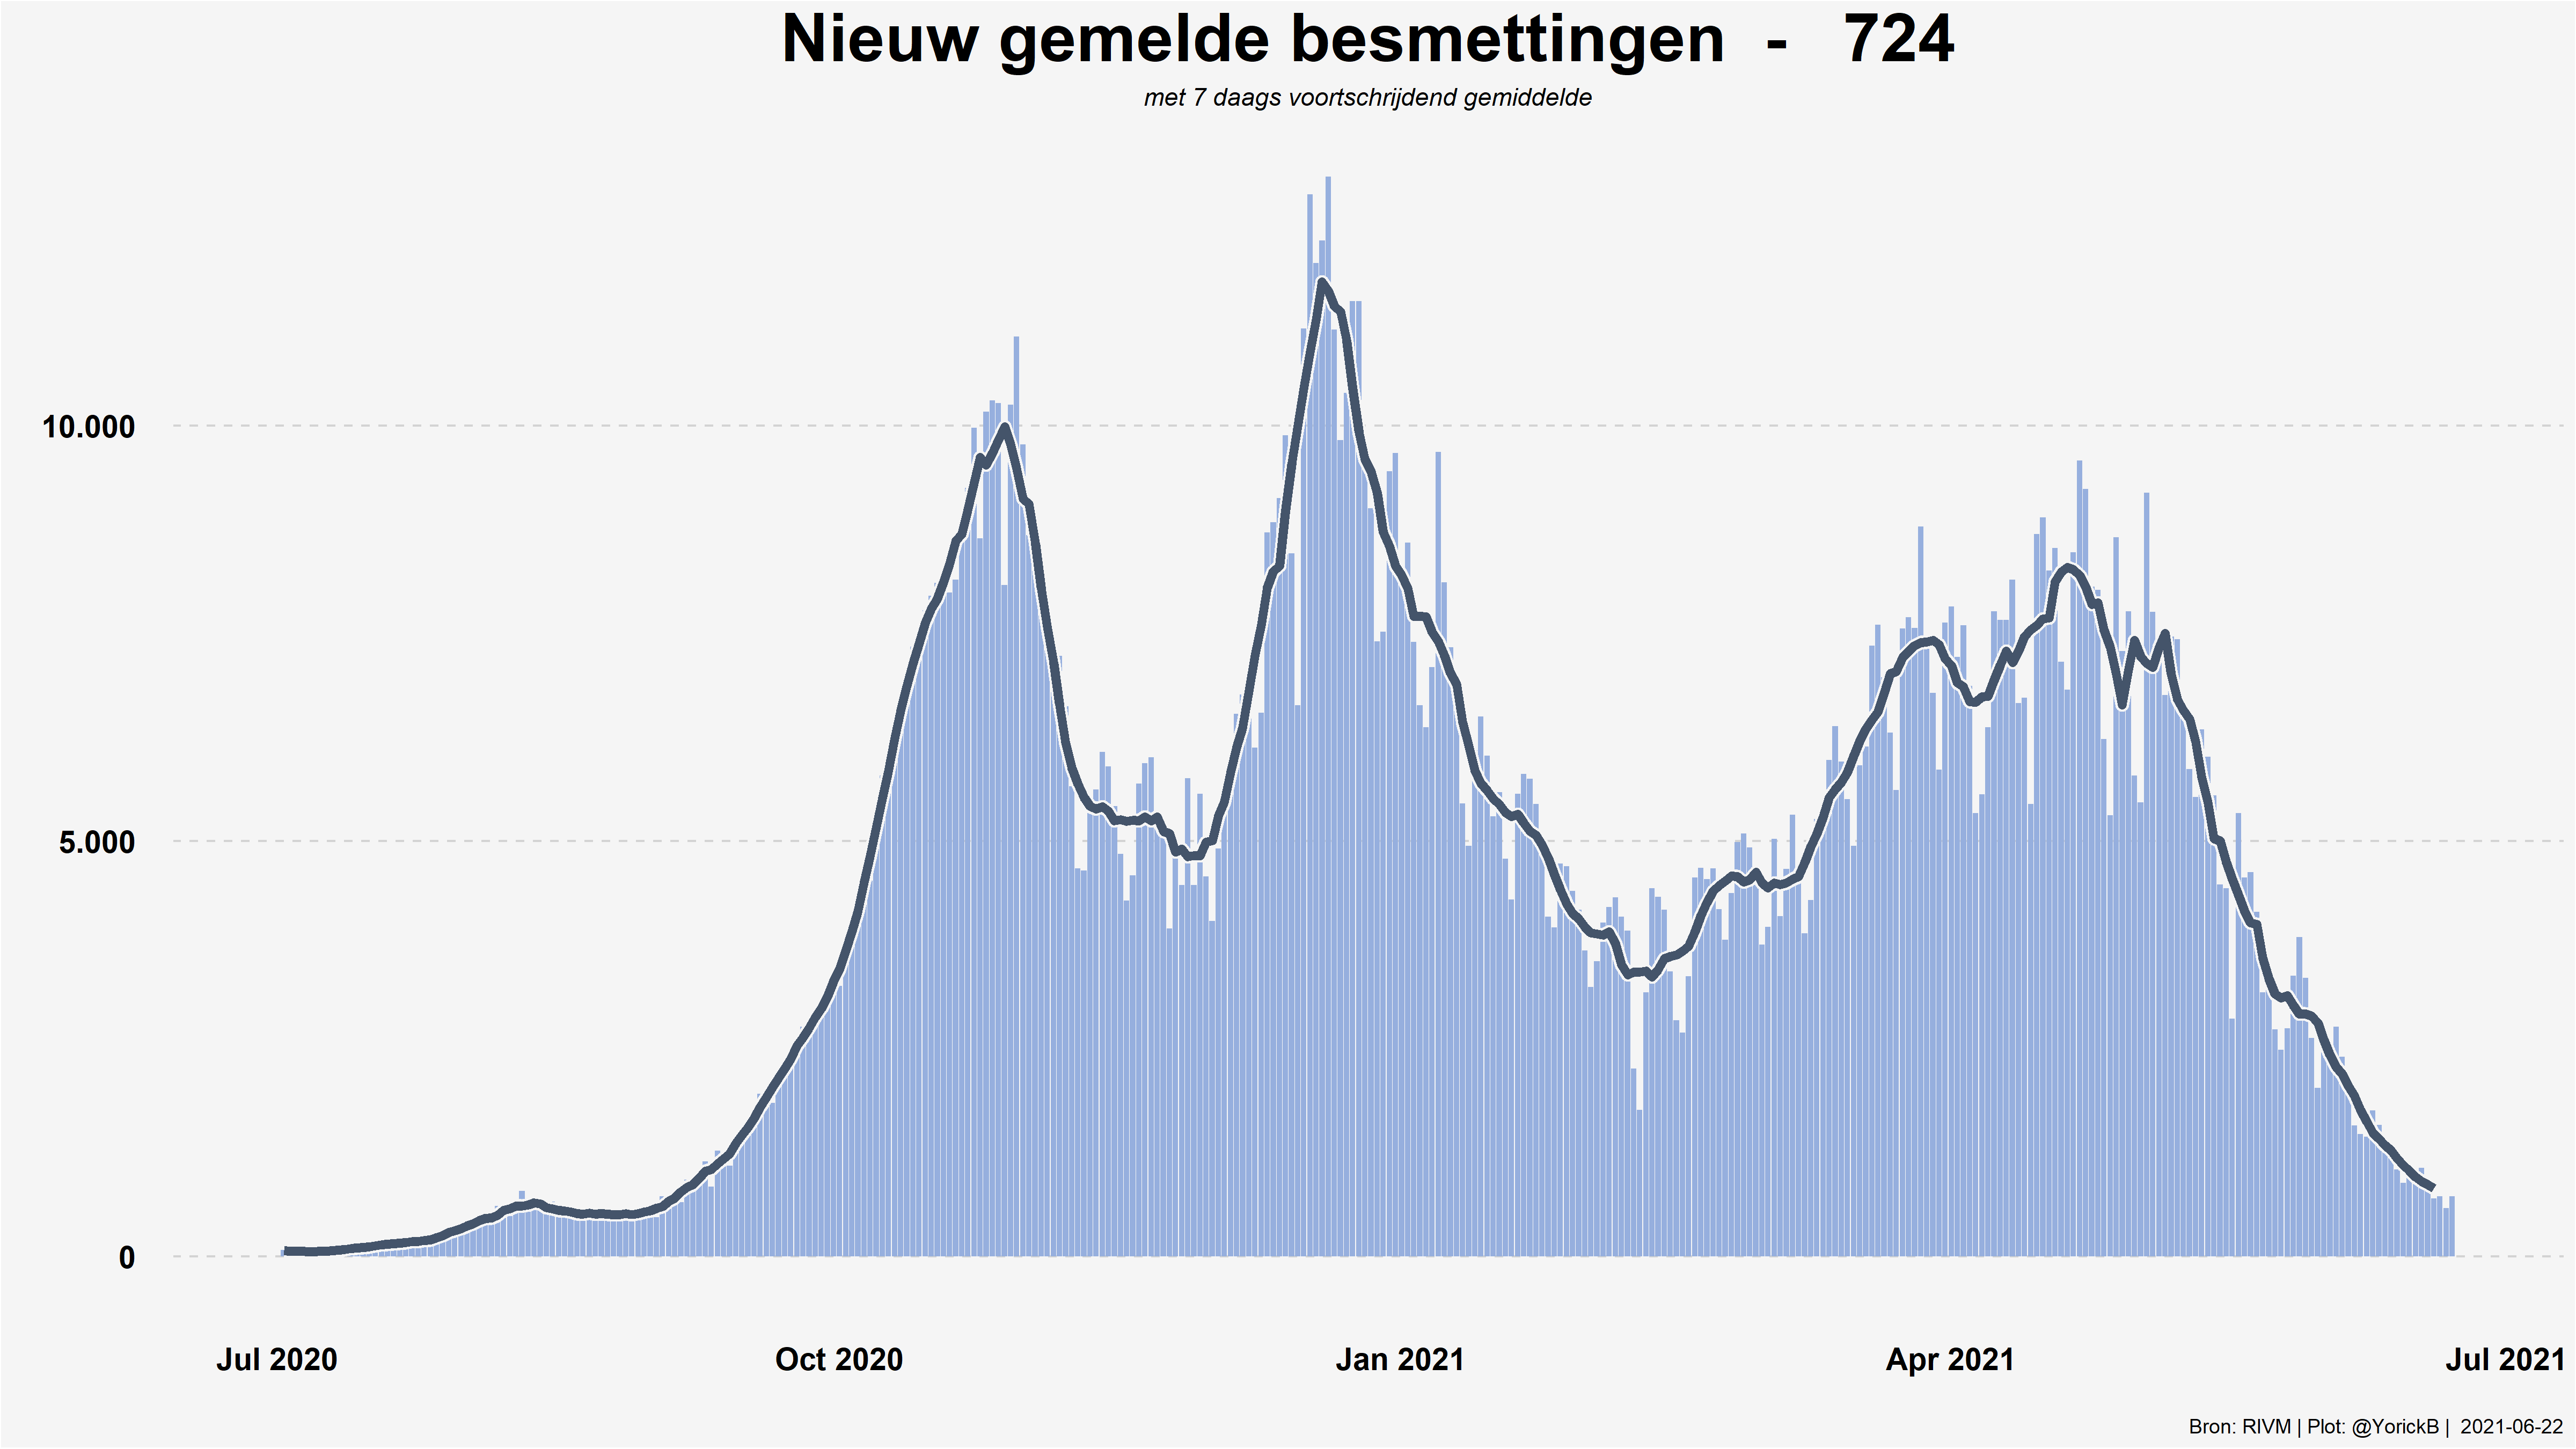 Nieuw gemelde besmettingen - 724
met 7 daags voortschrijdend gemiddelde
10.000
5.000
0
Jul 2020
Oct 2020
Jan 2021
Apr 2021
Jul 2021
Bron: RIVM | Plot: @YorickB | 2021-06-22